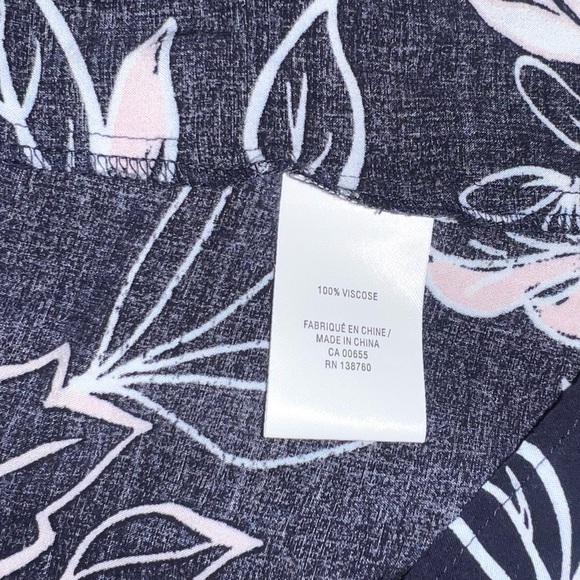 100% VISCOSE
FABRIQUÉ EN CHINE /
MADE IN CHINA
CA 00655
RN 138760